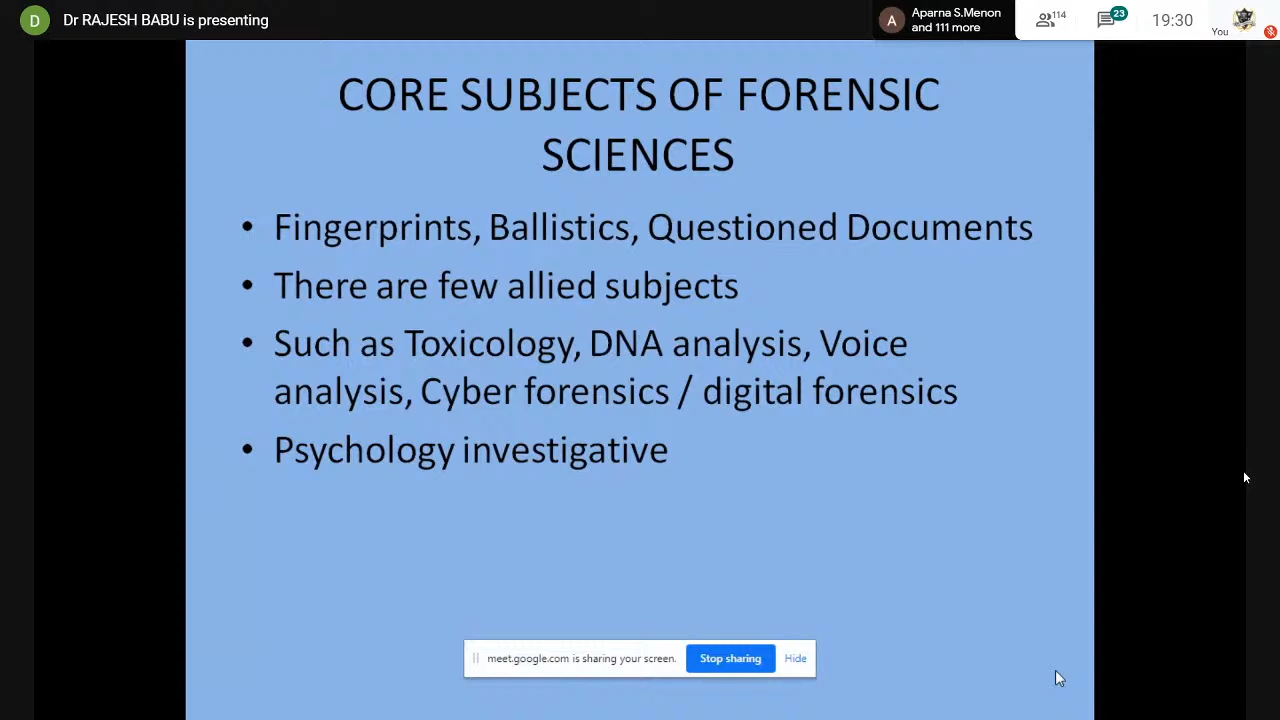 D
Dr RAJESH BABU is presenting
A
Aparna S.Menon
and 111 more
114
23
19:30
You
CORE SUBJECTS OF FORENSIC
SCIENCES
• Fingerprints, Ballistics, Questioned Documents
• There are few allied subjects
• Such as Toxicology, DNA analysis, Voice
analysis, Cyber forensics / digital forensics
• Psychology investigative
meet.google.com is sharing your screen.
Stop sharing
Hide